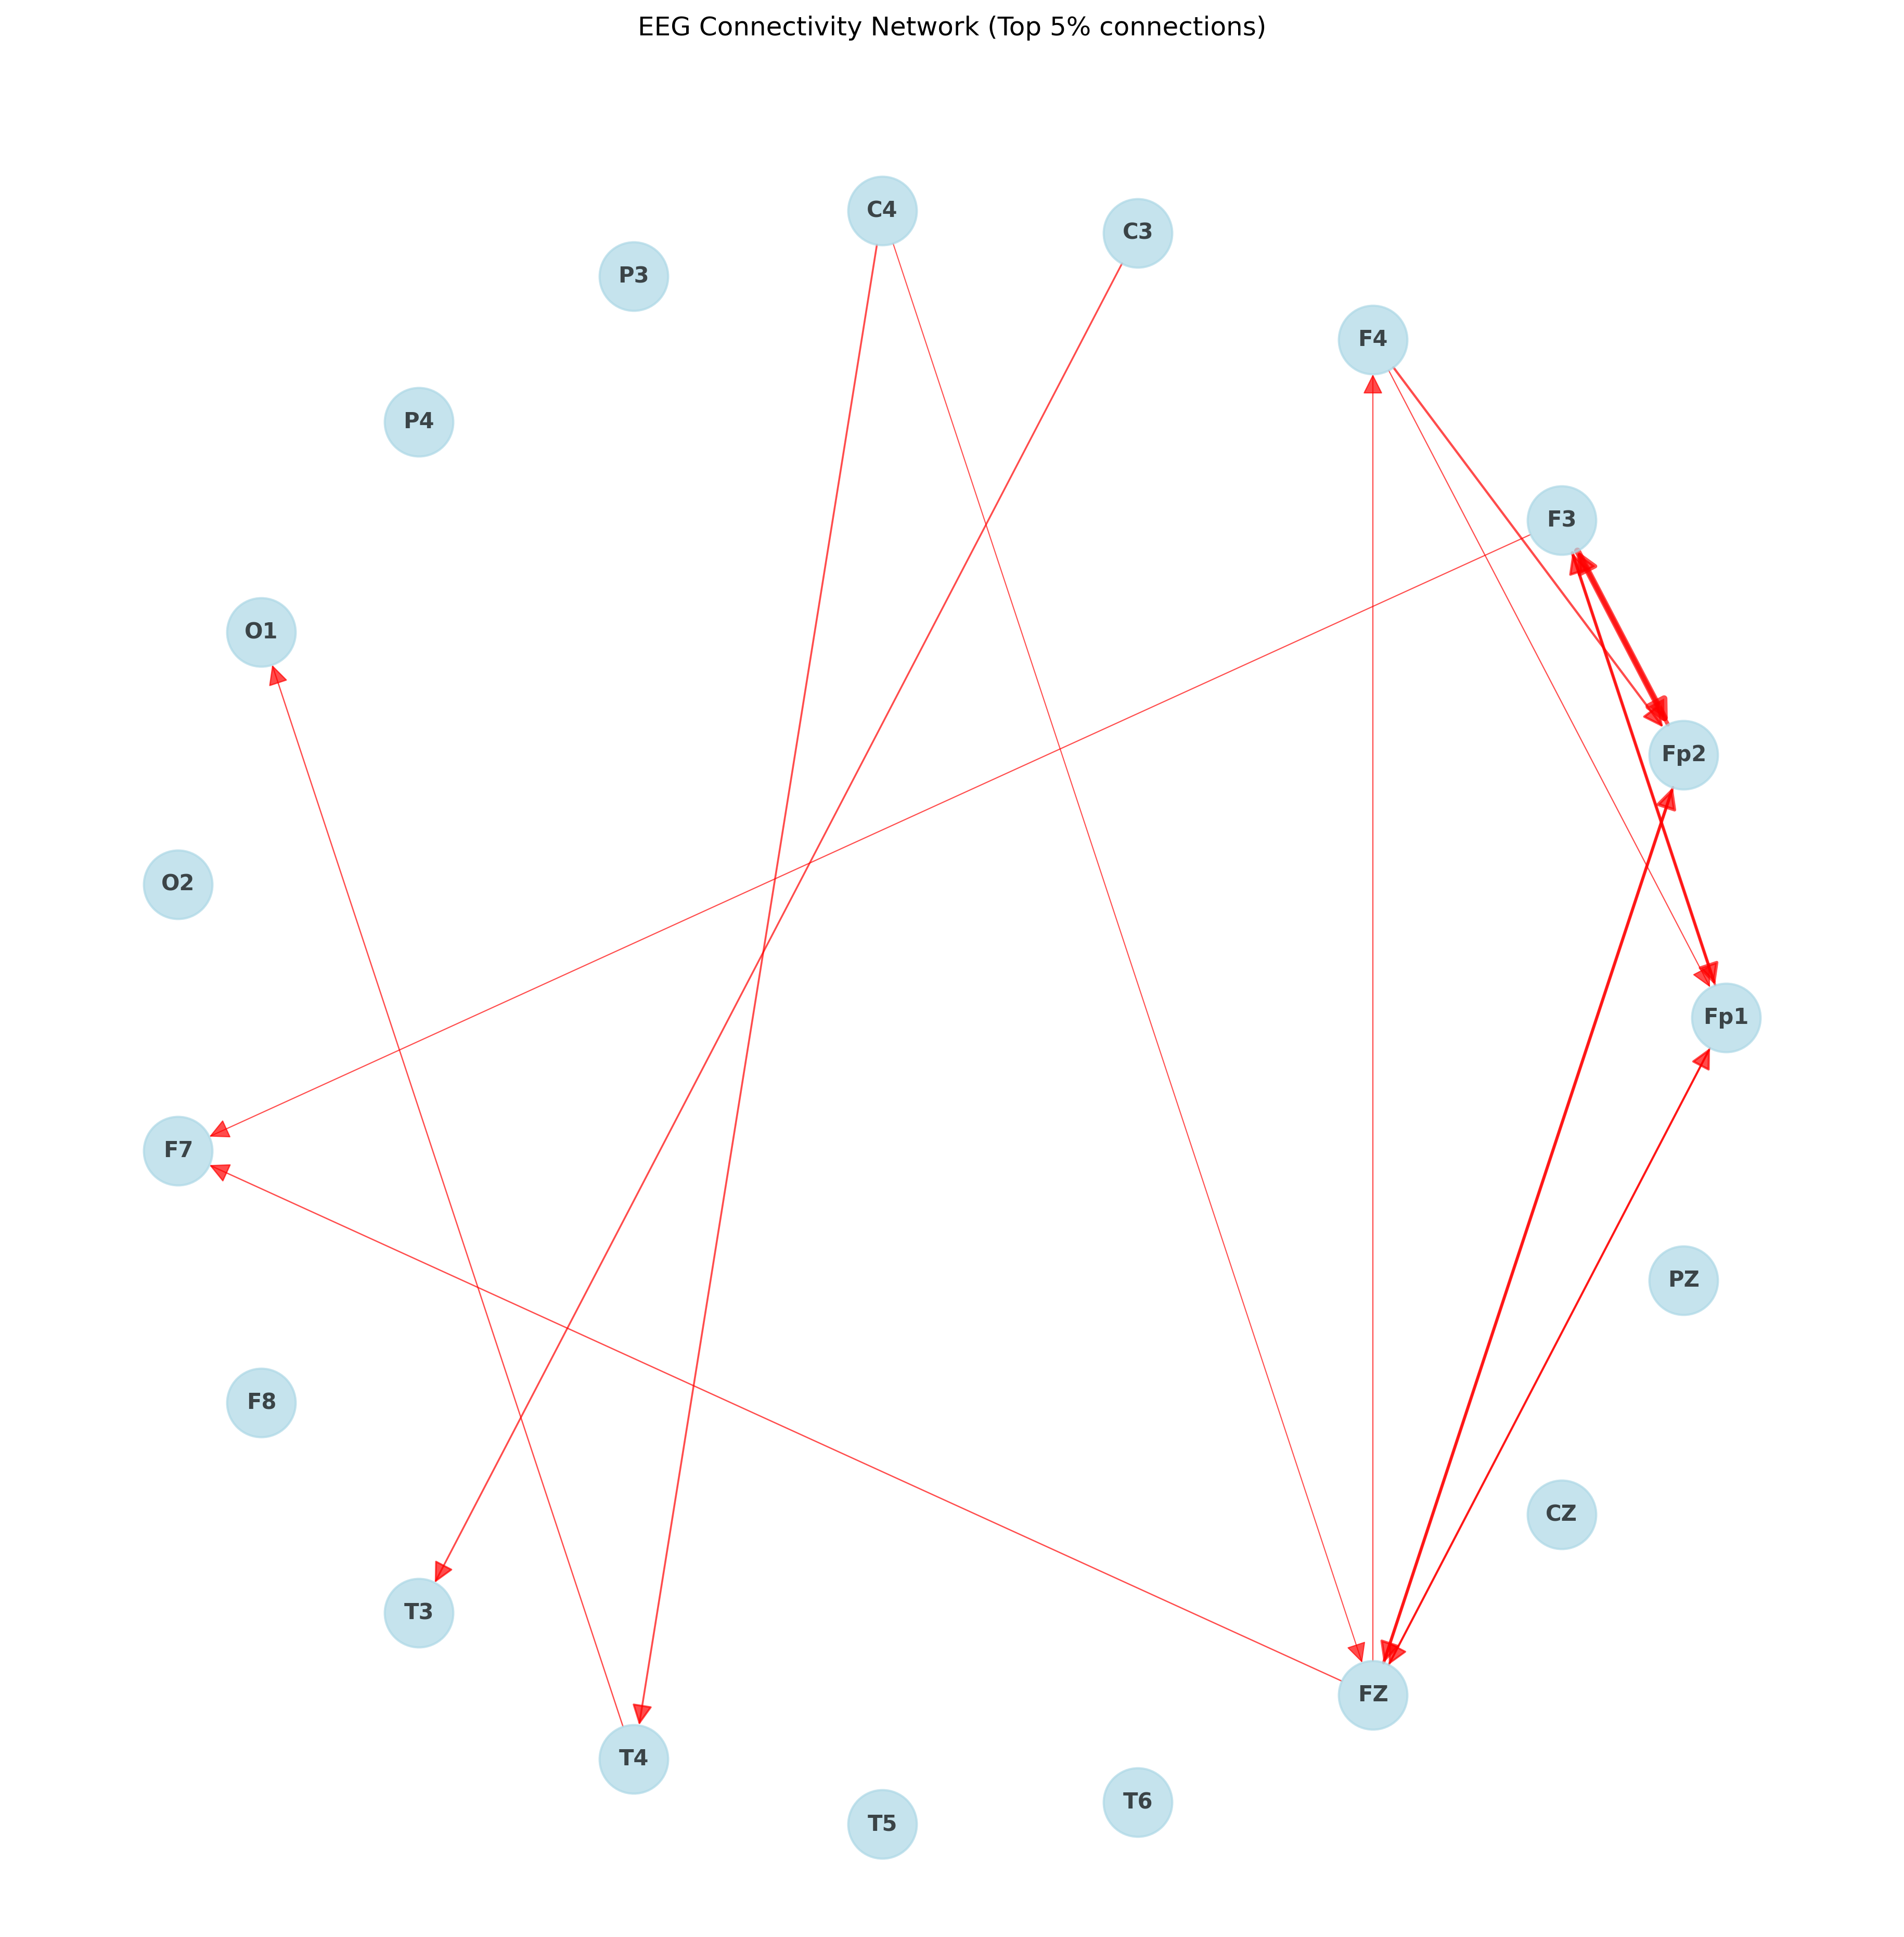 EEG Connectivity Network (Top 5% connections)
C4
C3
P3
F4
P4
F3
O1
Fp2
O2
Fp1
F7
PZ
F8
CZ
T3
FZ
T4
T6
T5